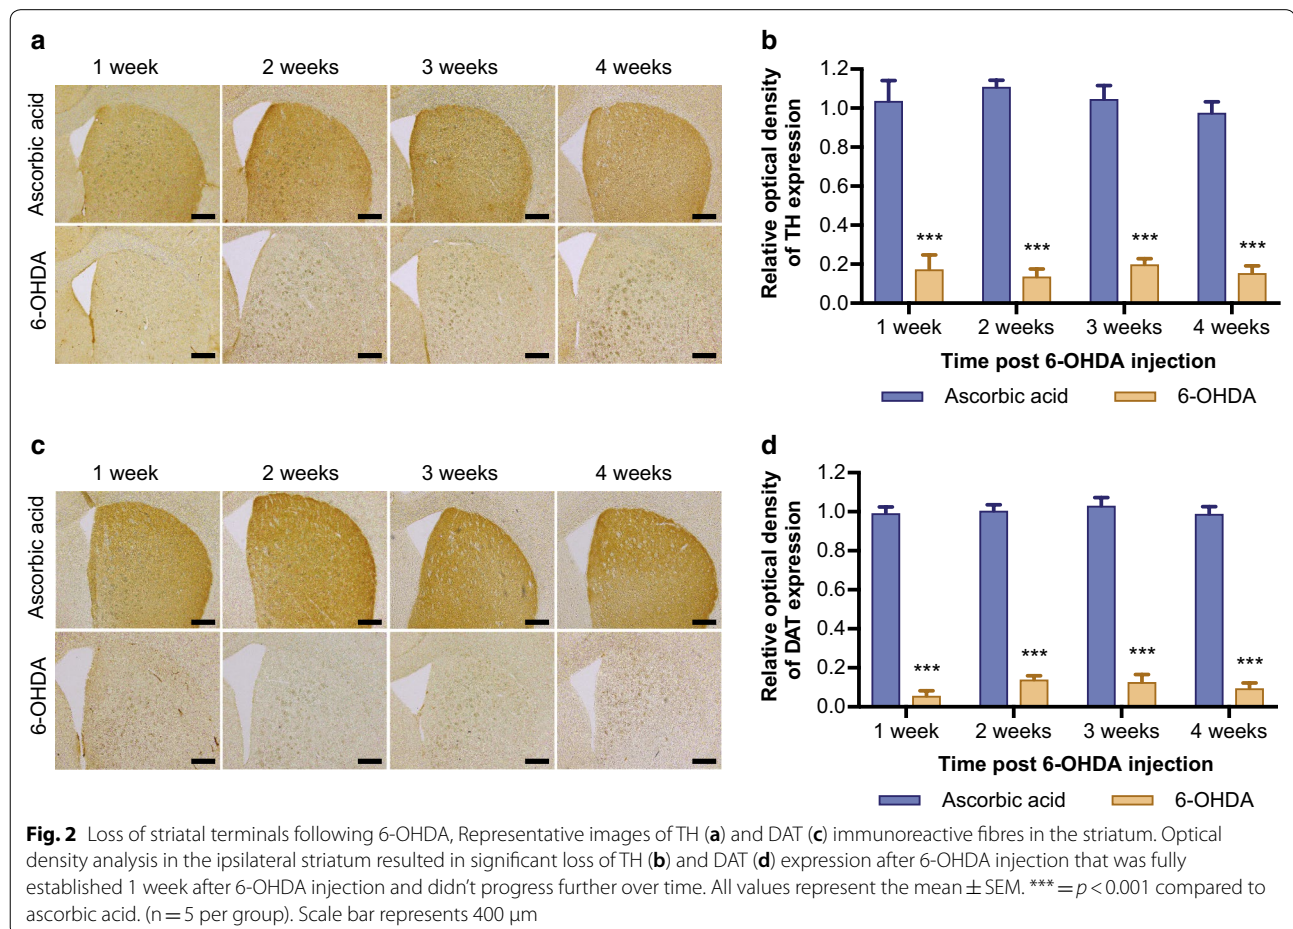 a
1 week 2 weeks 3 weeks 4 weeks
Ascorbic acid
6-OHDA
b
Relative optical density
of TH expression
1.2
1.0
0.8
0.6
0.4
0.2
0.0
*** *** *** ***
1 week 2 weeks 3 weeks 4 weeks
Time post 6-OHDA injection
Ascorbic acid 6-OHDA
c
1 week 2 weeks 3 weeks 4 weeks
Ascorbic acid
6-OHDA
d
Relative optical density
of DAT expression
1.2
1.0
0.8
0.6
0.4
0.2
0.0
*** *** *** ***
1 week 2 weeks 3 weeks 4 weeks
Time post 6-OHDA injection
Ascorbic acid 6-OHDA
Fig. 2 Loss of striatal terminals following 6-OHDA, Representative images of TH (a) and DAT (c) immunoreactive fibres in the striatum. Optical
density analysis in the ipsilateral striatum resulted in significant loss of TH (b) and DAT (d) expression after 6-OHDA injection that was fully
established 1 week after 6-OHDA injection and didn't progress further over time. All values represent the mean ± SEM. *** = p < 0.001 compared to
ascorbic acid. (n = 5 per group). Scale bar represents 400 µm